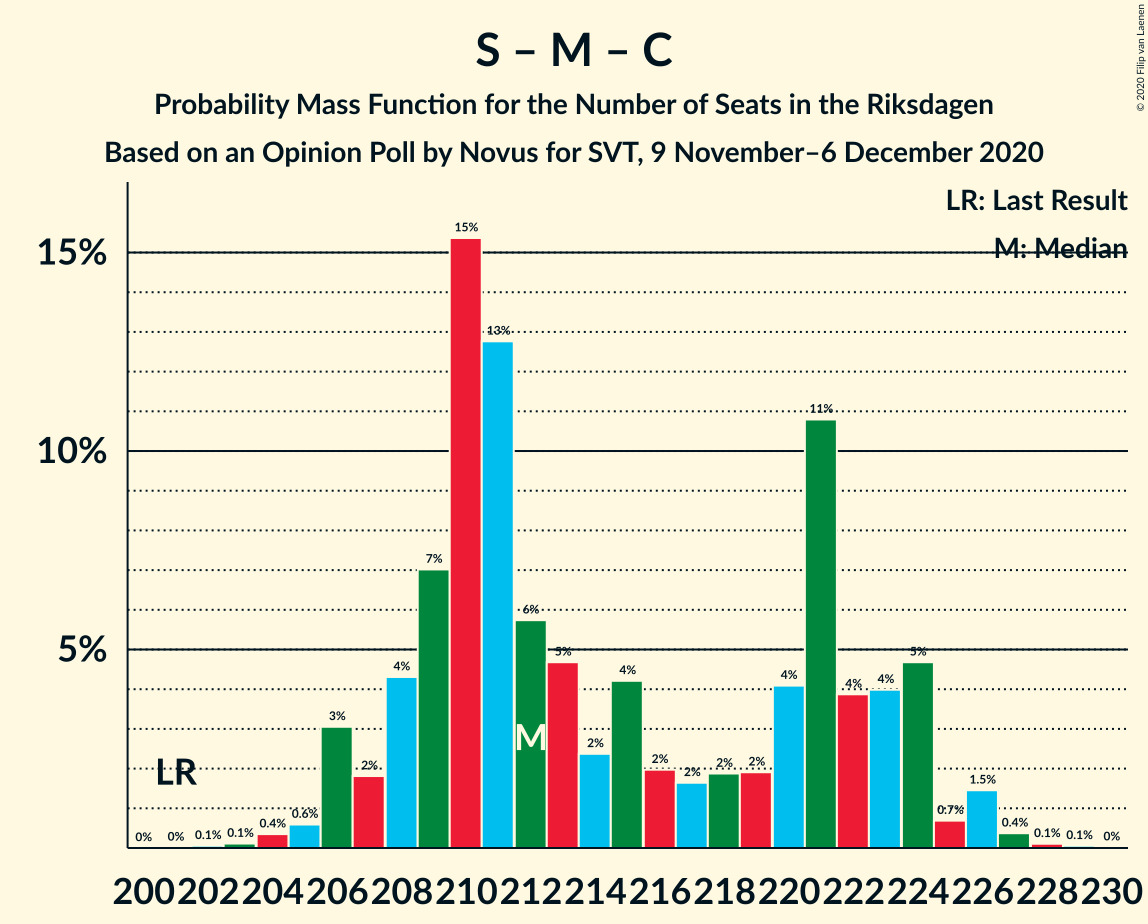 S – M – C
Probability Mass Function for the Number of Seats in the Riksdagen
Based on an Opinion Poll by Novus for SVT, 9 November–6 December 2020
© 2020 Filip van Laenen
LR: Last Result
M: Median
15%
10%
5%
0% 0% 0.1% 0.1% 0.4% 0.6% 3% 2% 4% 7% 15% 13% 6% 5% 2% 4% 2% 2% 2% 2% 4% 11% 4% 4% 5% 0.7% 1.5% 0.4% 0.1% 0.1% 0%
LR
M
200 202 204 206 208 210 212 214 216 218 220 222 224 226 228 230